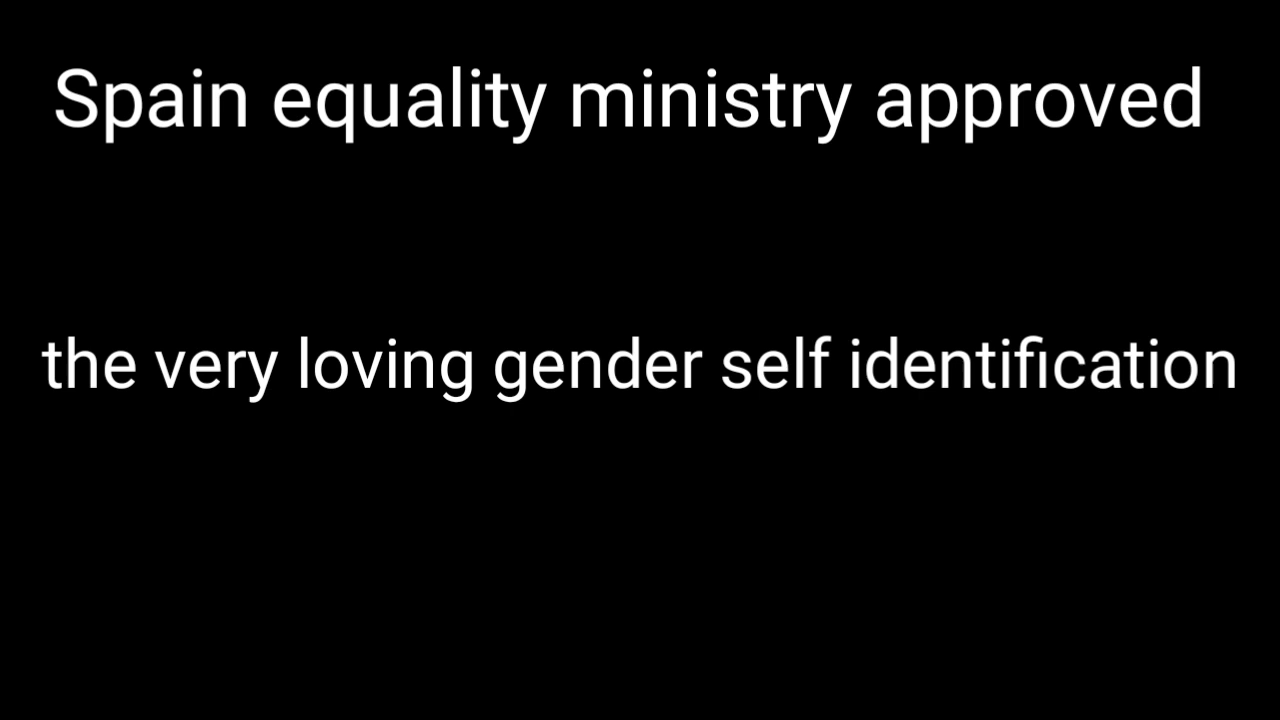 Spain equality ministry approved
the very loving gender self identification